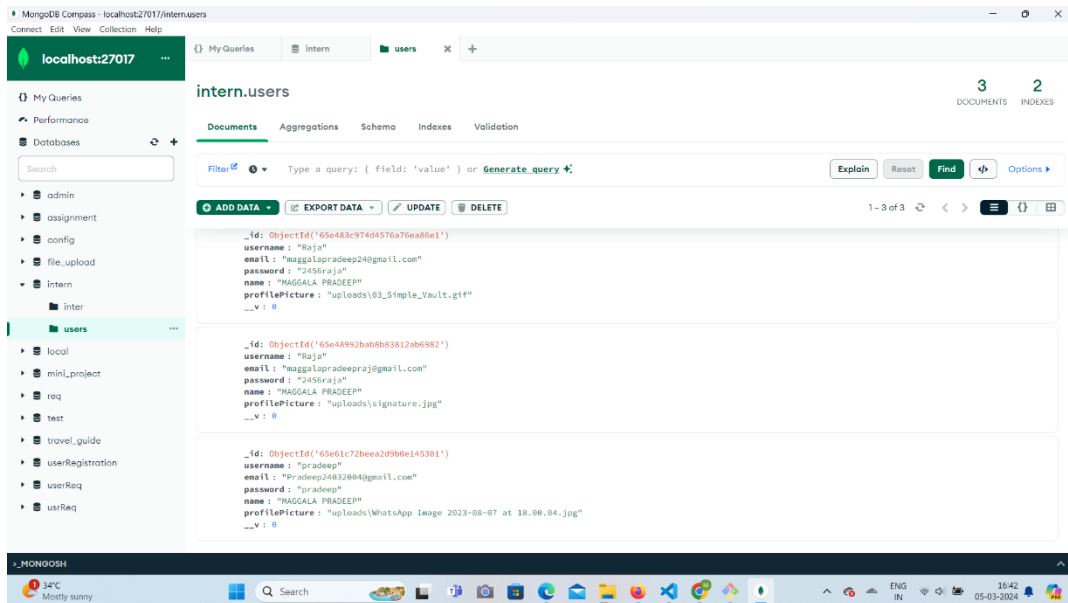 MongoDB Compass - localhost:27017/intern.users
Connect Edit View Collection Help
localhost:27017 ...
{} My Queries
intern
users
My Queries
Performance
Databases
Search
admin
assignment
config
file_upload
intern
inter
users
local
mini_project
req
test
travel_guide
userRegistration
userReq
usrReq
intern.users
3 DOCUMENTS
2 INDEXES
Documents Aggregations Schema Indexes Validation
Filter Type a query: { field: 'value' } or Generate query
Explain Reset Find </> Options
ADD DATA EXPORT DATA UPDATE DELETE
1 – 3 of 3
_id: ObjectId('65e483c974d4576a76ea86e1')
username : "Raja"
email : "maggalapradeep24@gmail.com"
password : "2456raja"
name : "MAGGALA PRADEEP"
profilePicture : "uploads\03_Simple_Vault.gif"
__v : 0
_id: ObjectId('65e48992bab8b83812ab6982')
username : "Raja"
email : "maggalapradeepraj@gmail.com"
password : "2456raja"
name : "MAGGALA PRADEEP"
profilePicture : "uploads\signature.jpg"
__v : 0
_id: ObjectId('65e61c72beea2d9b0e145301')
username : "pradeep"
email : "Pradeep24032004@gmail.com"
password : "pradeep"
name : "MAGGALA PRADEEP"
profilePicture : "uploads\WhatsApp Image 2023-08-07 at 18.00.04.jpg"
__v : 0
>_MONGOSH
1
34°C
Mostly sunny
Search
ENG
IN
16:42
05-03-2024